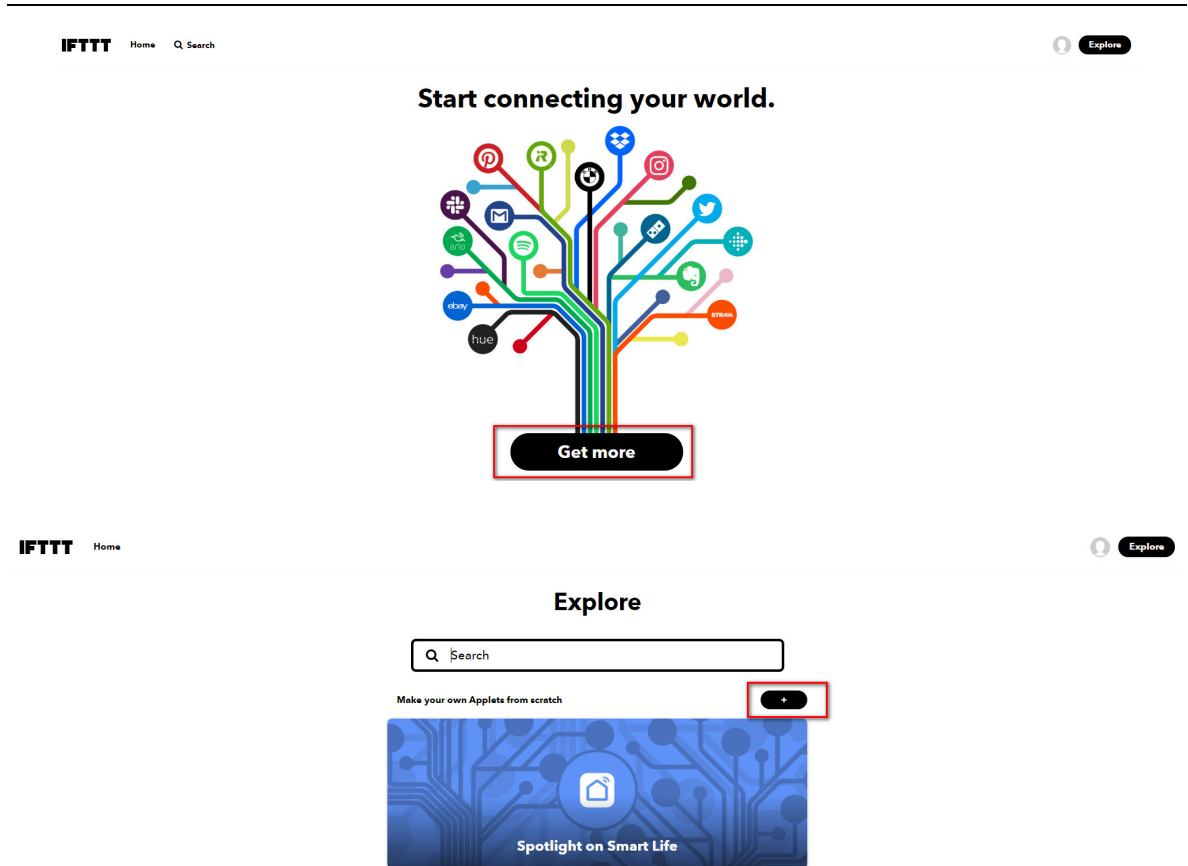 IFTTT Home Search Explore
Start connecting your world.
arlo
ebay
STRAVA
hue
Get more
IFTTT Home Explore
Explore
Search
Make your own Applets from scratch +
Spotlight on Smart Life